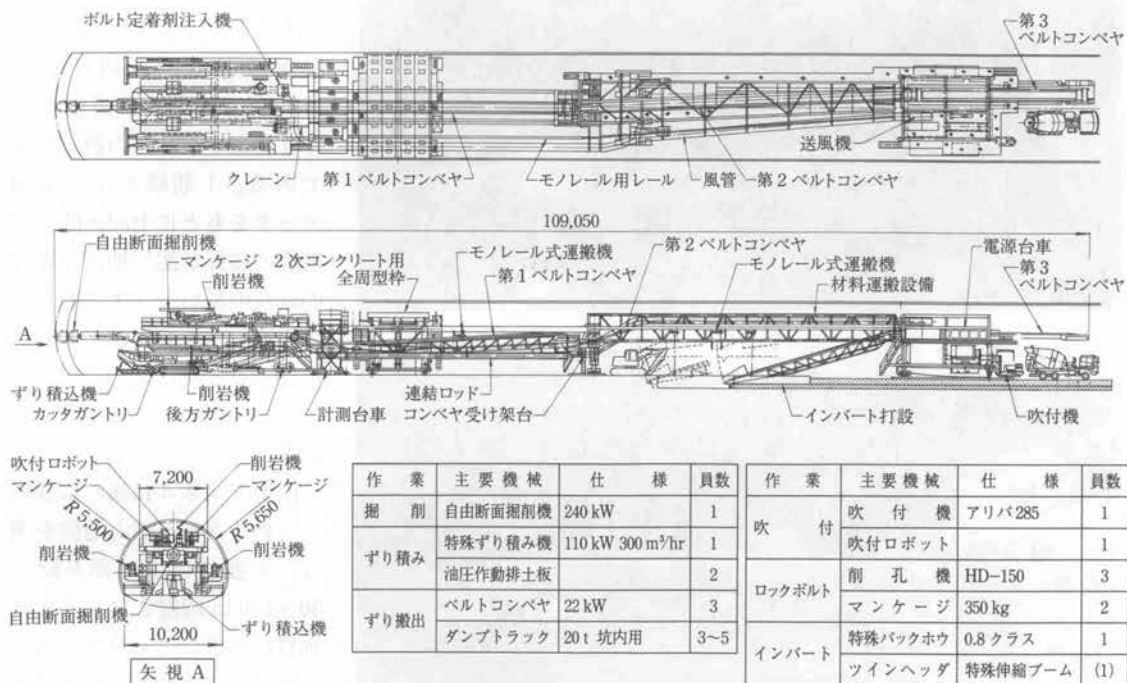 ボルト定着剤注入機
第3
ベルトコンベヤ
送風機
クレーン
第1ベルトコンベヤ
モノレール用レール
風管
第2ベルトコンベヤ
109,050
自由断面掘削機
マンケージ
削岩機
2次コンクリート用
全周型枠
モノレール式運搬機
第1ベルトコンベヤ
第2ベルトコンベヤ
モノレール式運搬機
材料運搬設備
電源台車
第3
ベルトコンベヤ
A
ずり積込機
カッタガントリ
削岩機
後方ガントリ
計測台車
連結ロッド
コンベヤ受け架台
インバート打設
吹付機
吹付ロボット
マンケージ
7,200
削岩機
マンケージ
R 5,500
R 5,650
削岩機
削岩機
自由断面掘削機
ずり積込機
10,200
矢視A
作業 主要機械 仕様 員数
掘削 自由断面掘削機 240 kW 1
ずり積み 特殊ずり積み機 110 kW 300 m³/hr 1
油圧作動排土板 2
ずり搬出 ベルトコンベヤ 22 kW 3
ダンプトラック 20 t 坑内用 3~5
作業 主要機械 仕様 員数
吹付 吹付機 アリバ 285 1
吹付ロボット 1
ロックボルト 削孔機 HD-150 3
マンケージ 350 kg 2
インバート 特殊バックホウ 0.8クラス 1
ツインヘッダ 特殊伸縮ブーム (1)